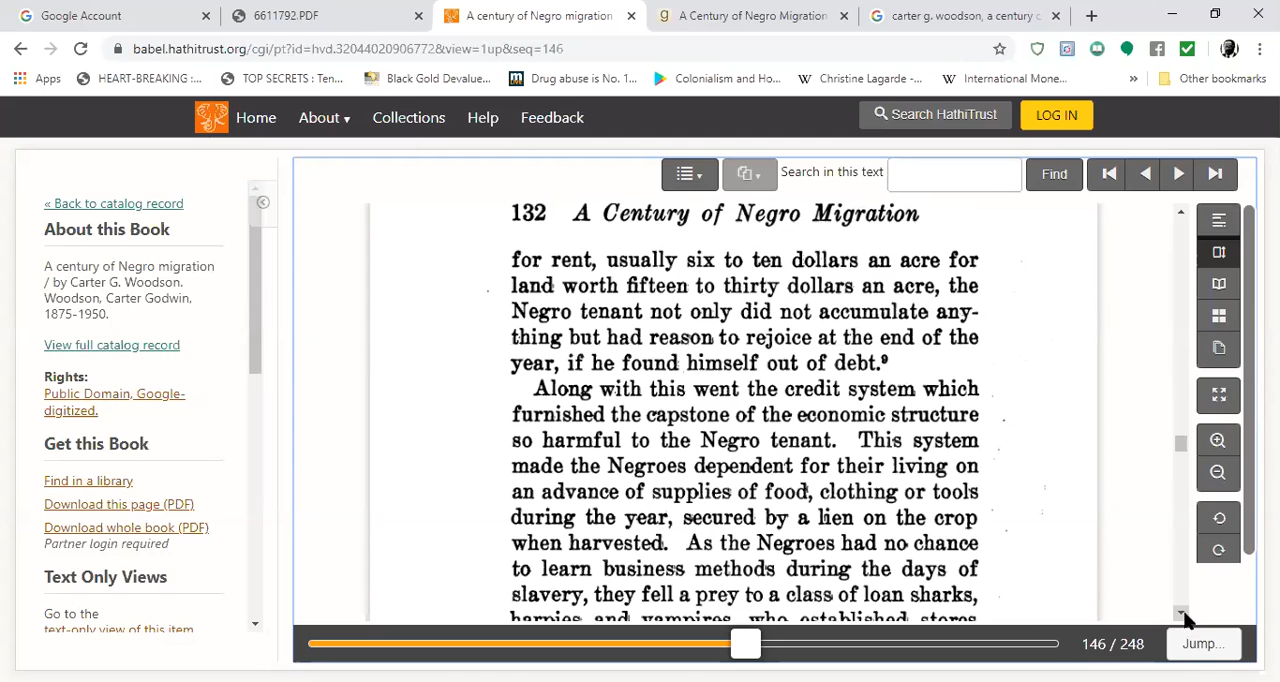 Google Account
6611792.PDF
A century of Negro migration
A Century of Negro Migration
carter g. woodson, a century c
babel.hathitrust.org/cgi/pt?id=hvd.32044020906772&view=1up&seq=146
Apps
HEART-BREAKING :...
TOP SECRETS : Ten...
Black Gold Devalue...
Drug abuse is No. 1...
Colonialism and Ho...
Christine Lagarde -...
International Mone...
Other bookmarks
Home
About
Collections
Help
Feedback
Search HathiTrust
LOG IN
« Back to catalog record
About this Book
A century of Negro migration
/ by Carter G. Woodson.
Woodson, Carter Godwin,
1875-1950.
View full catalog record
Rights:
Public Domain, Google-
digitized.
Get this Book
Find in a library
Download this page (PDF)
Download whole book (PDF)
Partner login required
Text Only Views
Go to the
text-only view of this item
Search in this text
Find
132 A Century of Negro Migration
for rent, usually six to ten dollars an acre for
land worth fifteen to thirty dollars an acre, the
Negro tenant not only did not accumulate any-
thing but had reason to rejoice at the end of the
year, if he found himself out of debt.⁹
Along with this went the credit system which
furnished the capstone of the economic structure
so harmful to the Negro tenant. This system
made the Negroes dependent for their living on
an advance of supplies of food, clothing or tools
during the year, secured by a lien on the crop
when harvested. As the Negroes had no chance
to learn business methods during the days of
slavery, they fell a prey to a class of loan sharks,
harpies and vampires, who established stores
146 / 248
Jump...